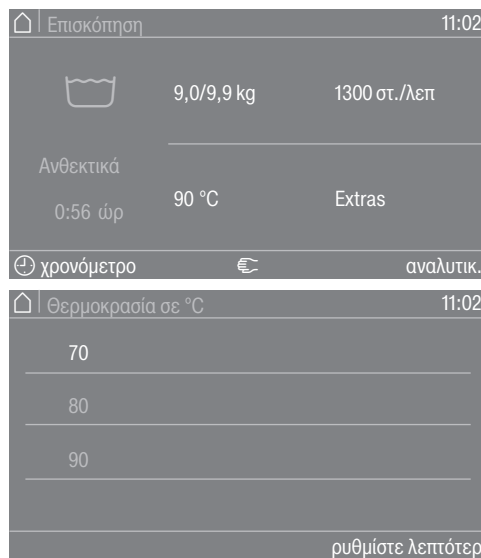 Επισκόπηση 11:02
9,0/9,9 kg 1300 στ./λεπ
Ανθεκτικά
0:56 ώρ
90 °C Extras
χρονόμετρο αναλυτικ.
Θερμοκρασία σε °C 11:02
70
80
90
ρυθμίστε λεπτότερ